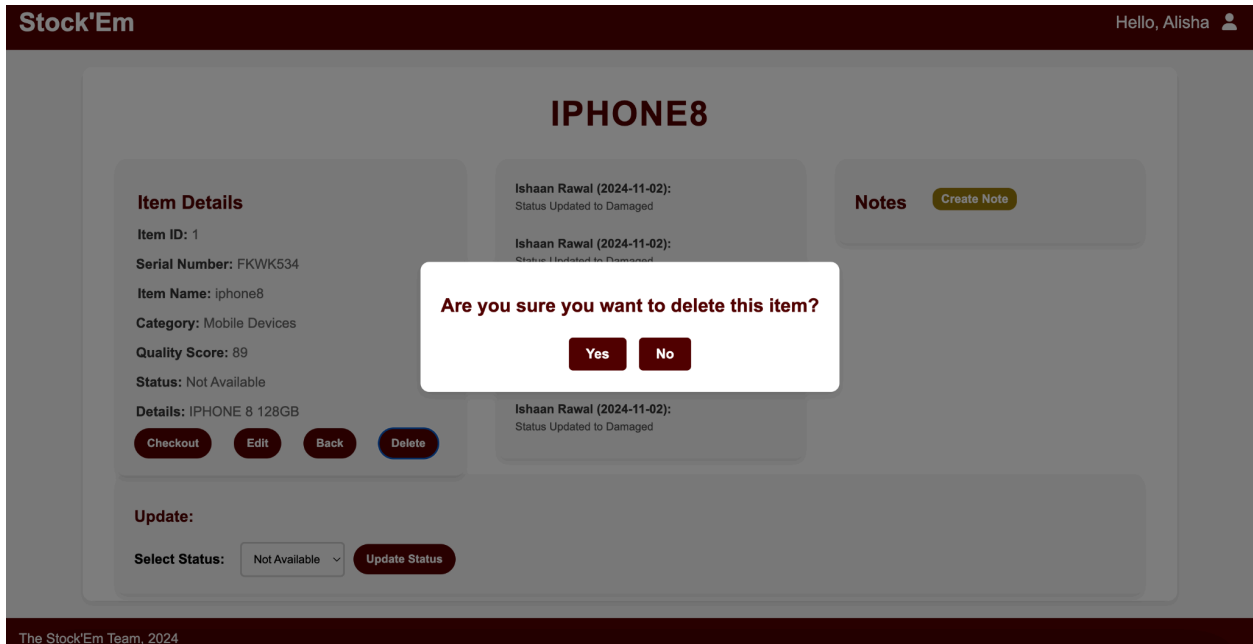 Stock'Em
Hello, Alisha
IPHONE8
Item Details
Item ID: 1
Serial Number: FKWK534
Item Name: iphone8
Category: Mobile Devices
Quality Score: 89
Status: Not Available
Details: IPHONE 8 128GB
Checkout
Edit
Back
Delete
Ishaan Rawal (2024-11-02):
Status Updated to Damaged
Ishaan Rawal (2024-11-02):
Status Updated to Damaged
Ishaan Rawal (2024-11-02):
Status Updated to Damaged
Notes
Create Note
Are you sure you want to delete this item?
Yes
No
Update:
Select Status:
Not Available
Update Status
The Stock'Em Team, 2024